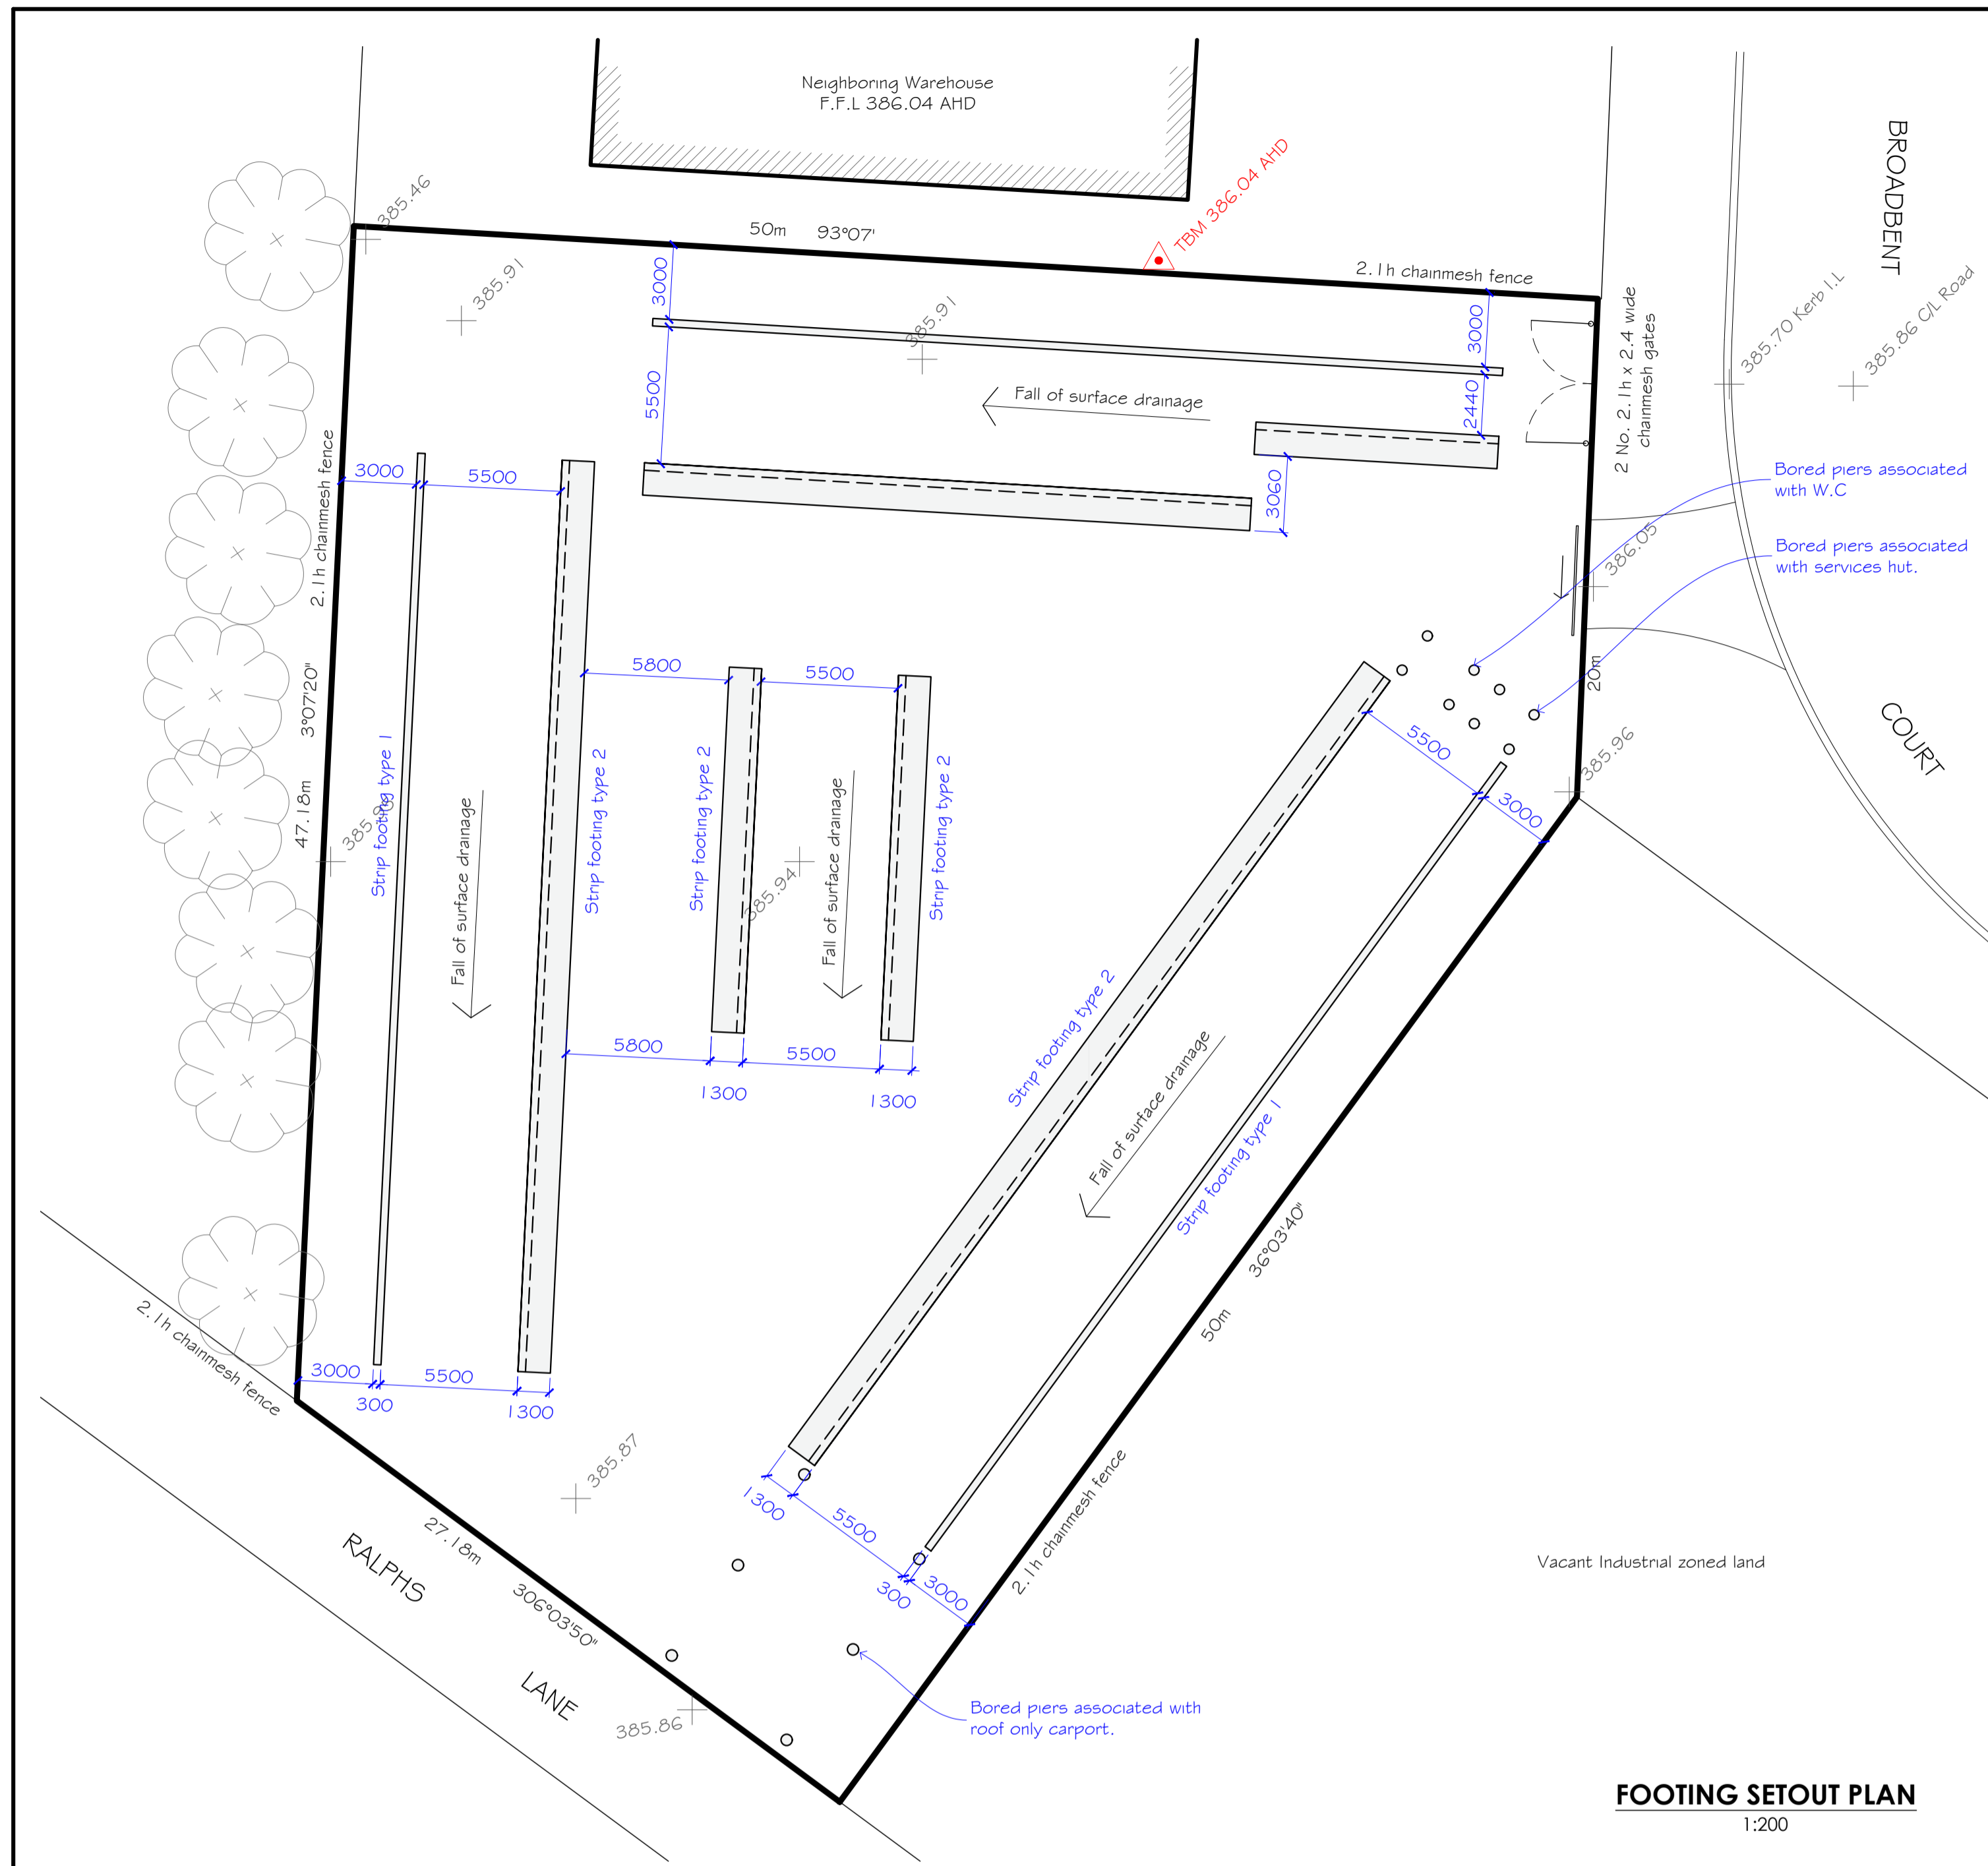 Neighboring Warehouse
F.F.L 386.04 AHD
BROADBENT
385.46
TBM 386.04 AHD
50m 93°07'
385.91
2.1h chainmesh fence
3000
385.91
3000
2 No. 2.1h x 2.4 wide
chainmesh gates
385.70 Kerb I.L
385.86 C/L Road
5500
Fall of surface drainage
2440
2.1h chainmesh fence
3000
5500
3060
Bored piers associated
with W.C
386.05
Bored piers associated
with services hut.
5800
5500
20m
3°07'20"
47.18m
Strip footing type 1
Fall of surface drainage
Strip footing type 2
Strip footing type 2
385.94
Fall of surface drainage
Strip footing type 2
5500
3000
385.96
COURT
5800
5500
1300
1300
Strip footing type 2
Fall of surface drainage
Strip footing type 1
36°03'40"
50m
2.1h chainmesh fence
3000
5500
300
1300
385.87
1300
5500
300
3000
2.1h chainmesh fence
27.18m
306°03'50"
RALPHS
LANE
385.86
Bored piers associated with
roof only carport.
Vacant Industrial zoned land
FOOTING SETOUT PLAN
1:200